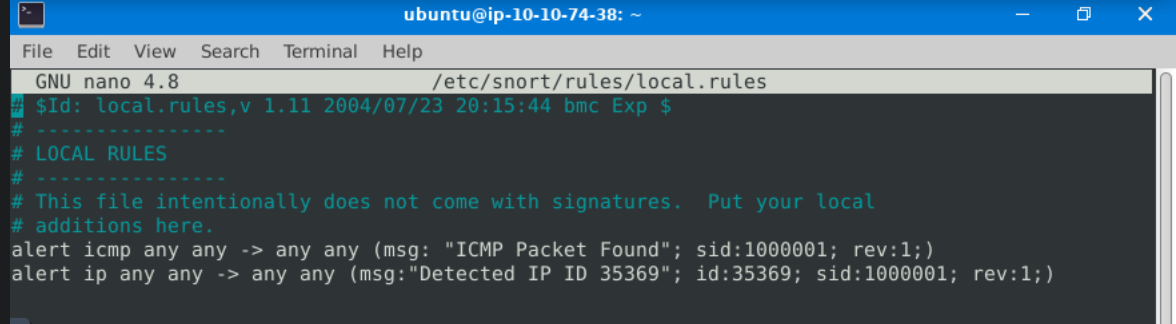 ubuntu@ip-10-10-74-38: ~
File Edit View Search Terminal Help
GNU nano 4.8 /etc/snort/rules/local.rules
# $Id: local.rules,v 1.11 2004/07/23 20:15:44 bmc Exp $
# ----------------
# LOCAL RULES
# ----------------
# This file intentionally does not come with signatures.  Put your local
# additions here.
alert icmp any any -> any any (msg: "ICMP Packet Found"; sid:1000001; rev:1;)
alert ip any any -> any any (msg:"Detected IP ID 35369"; id:35369; sid:1000001; rev:1;)